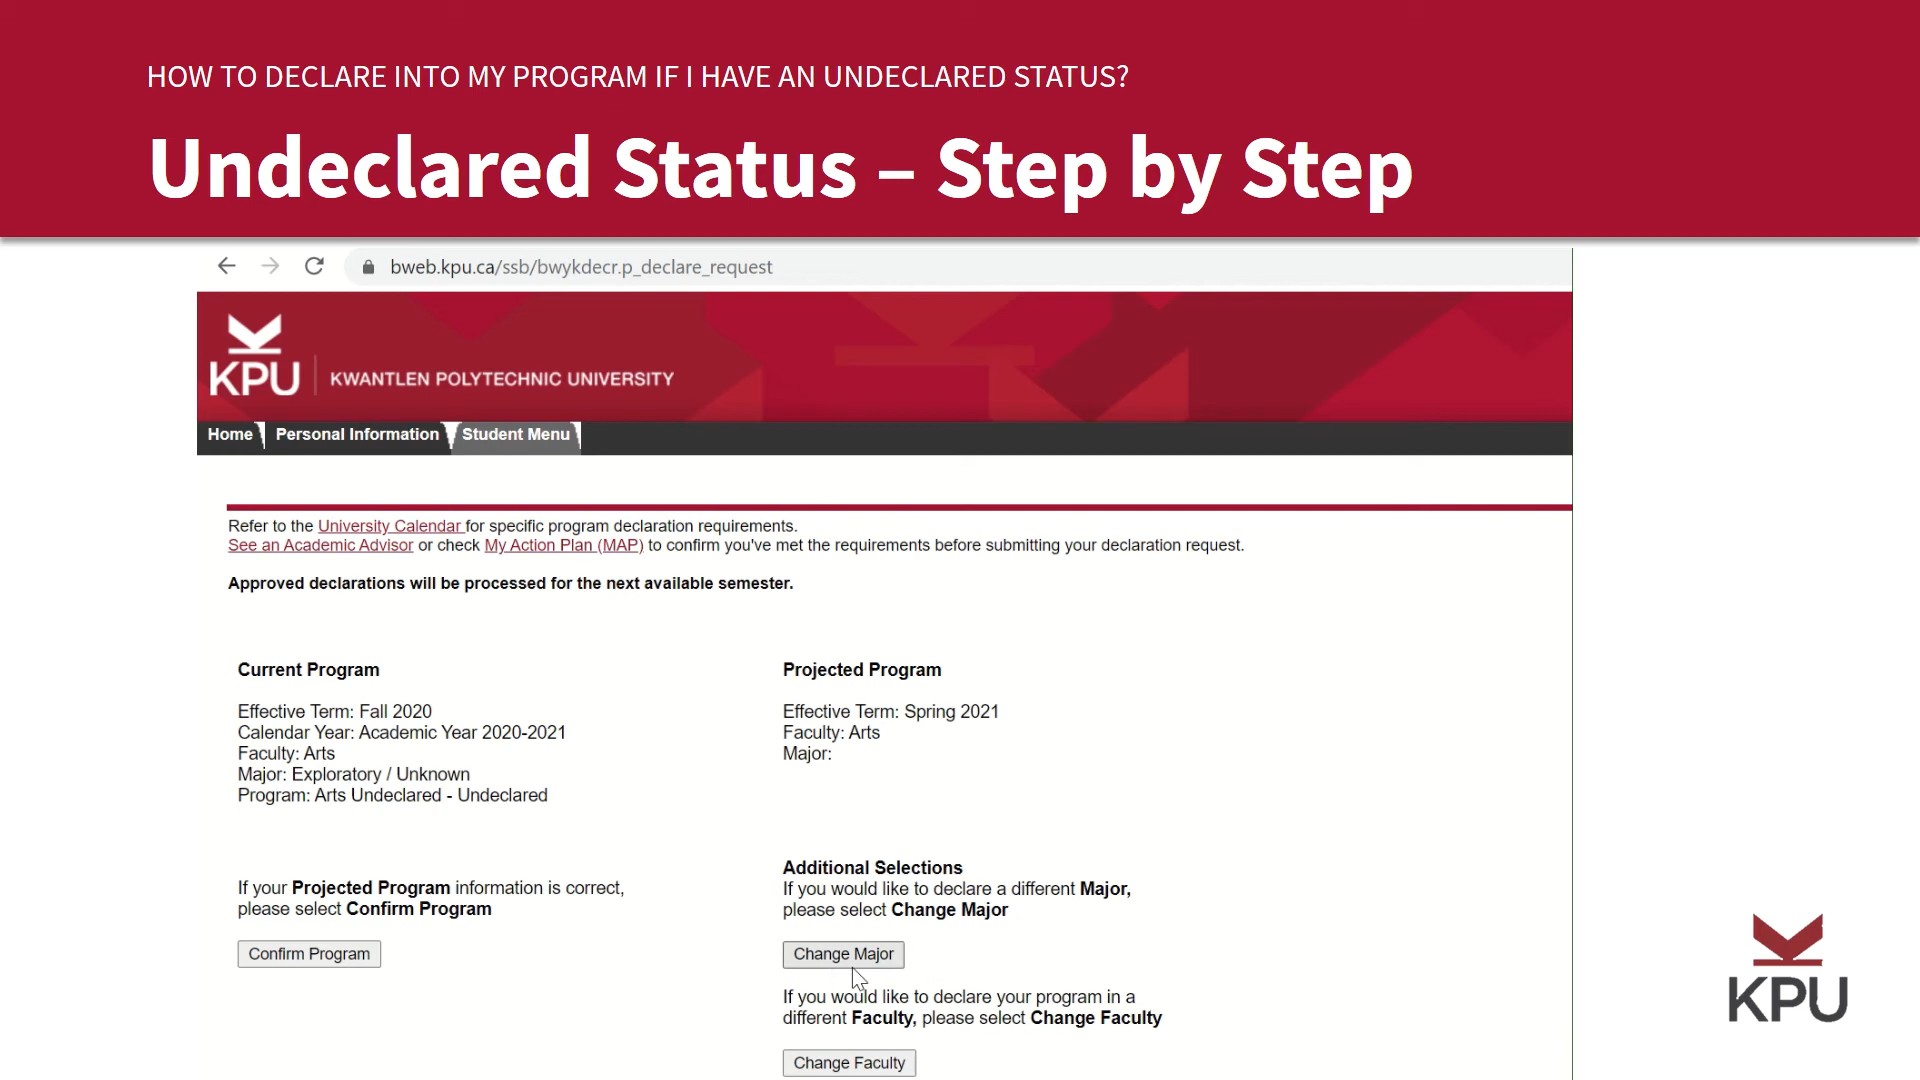 HOW TO DECLARE INTO MY PROGRAM IF I HAVE AN UNDECLARED STATUS?
Undeclared Status – Step by Step
bweb.kpu.ca/ssb/bwykdecr.p_declare_request
KPU
KWANTLEN POLYTECHNIC UNIVERSITY
Home
Personal Information
Student Menu
Refer to the University Calendar for specific program declaration requirements.
See an Academic Advisor or check My Action Plan (MAP) to confirm you've met the requirements before submitting your declaration request.
Approved declarations will be processed for the next available semester.
Current Program
Effective Term: Fall 2020
Calendar Year: Academic Year 2020-2021
Faculty: Arts
Major: Exploratory / Unknown
Program: Arts Undeclared - Undeclared
If your Projected Program information is correct,
please select Confirm Program
Confirm Program
Projected Program
Effective Term: Spring 2021
Faculty: Arts
Major:
Additional Selections
If you would like to declare a different Major,
please select Change Major
Change Major
If you would like to declare your program in a
different Faculty, please select Change Faculty
Change Faculty
KPU